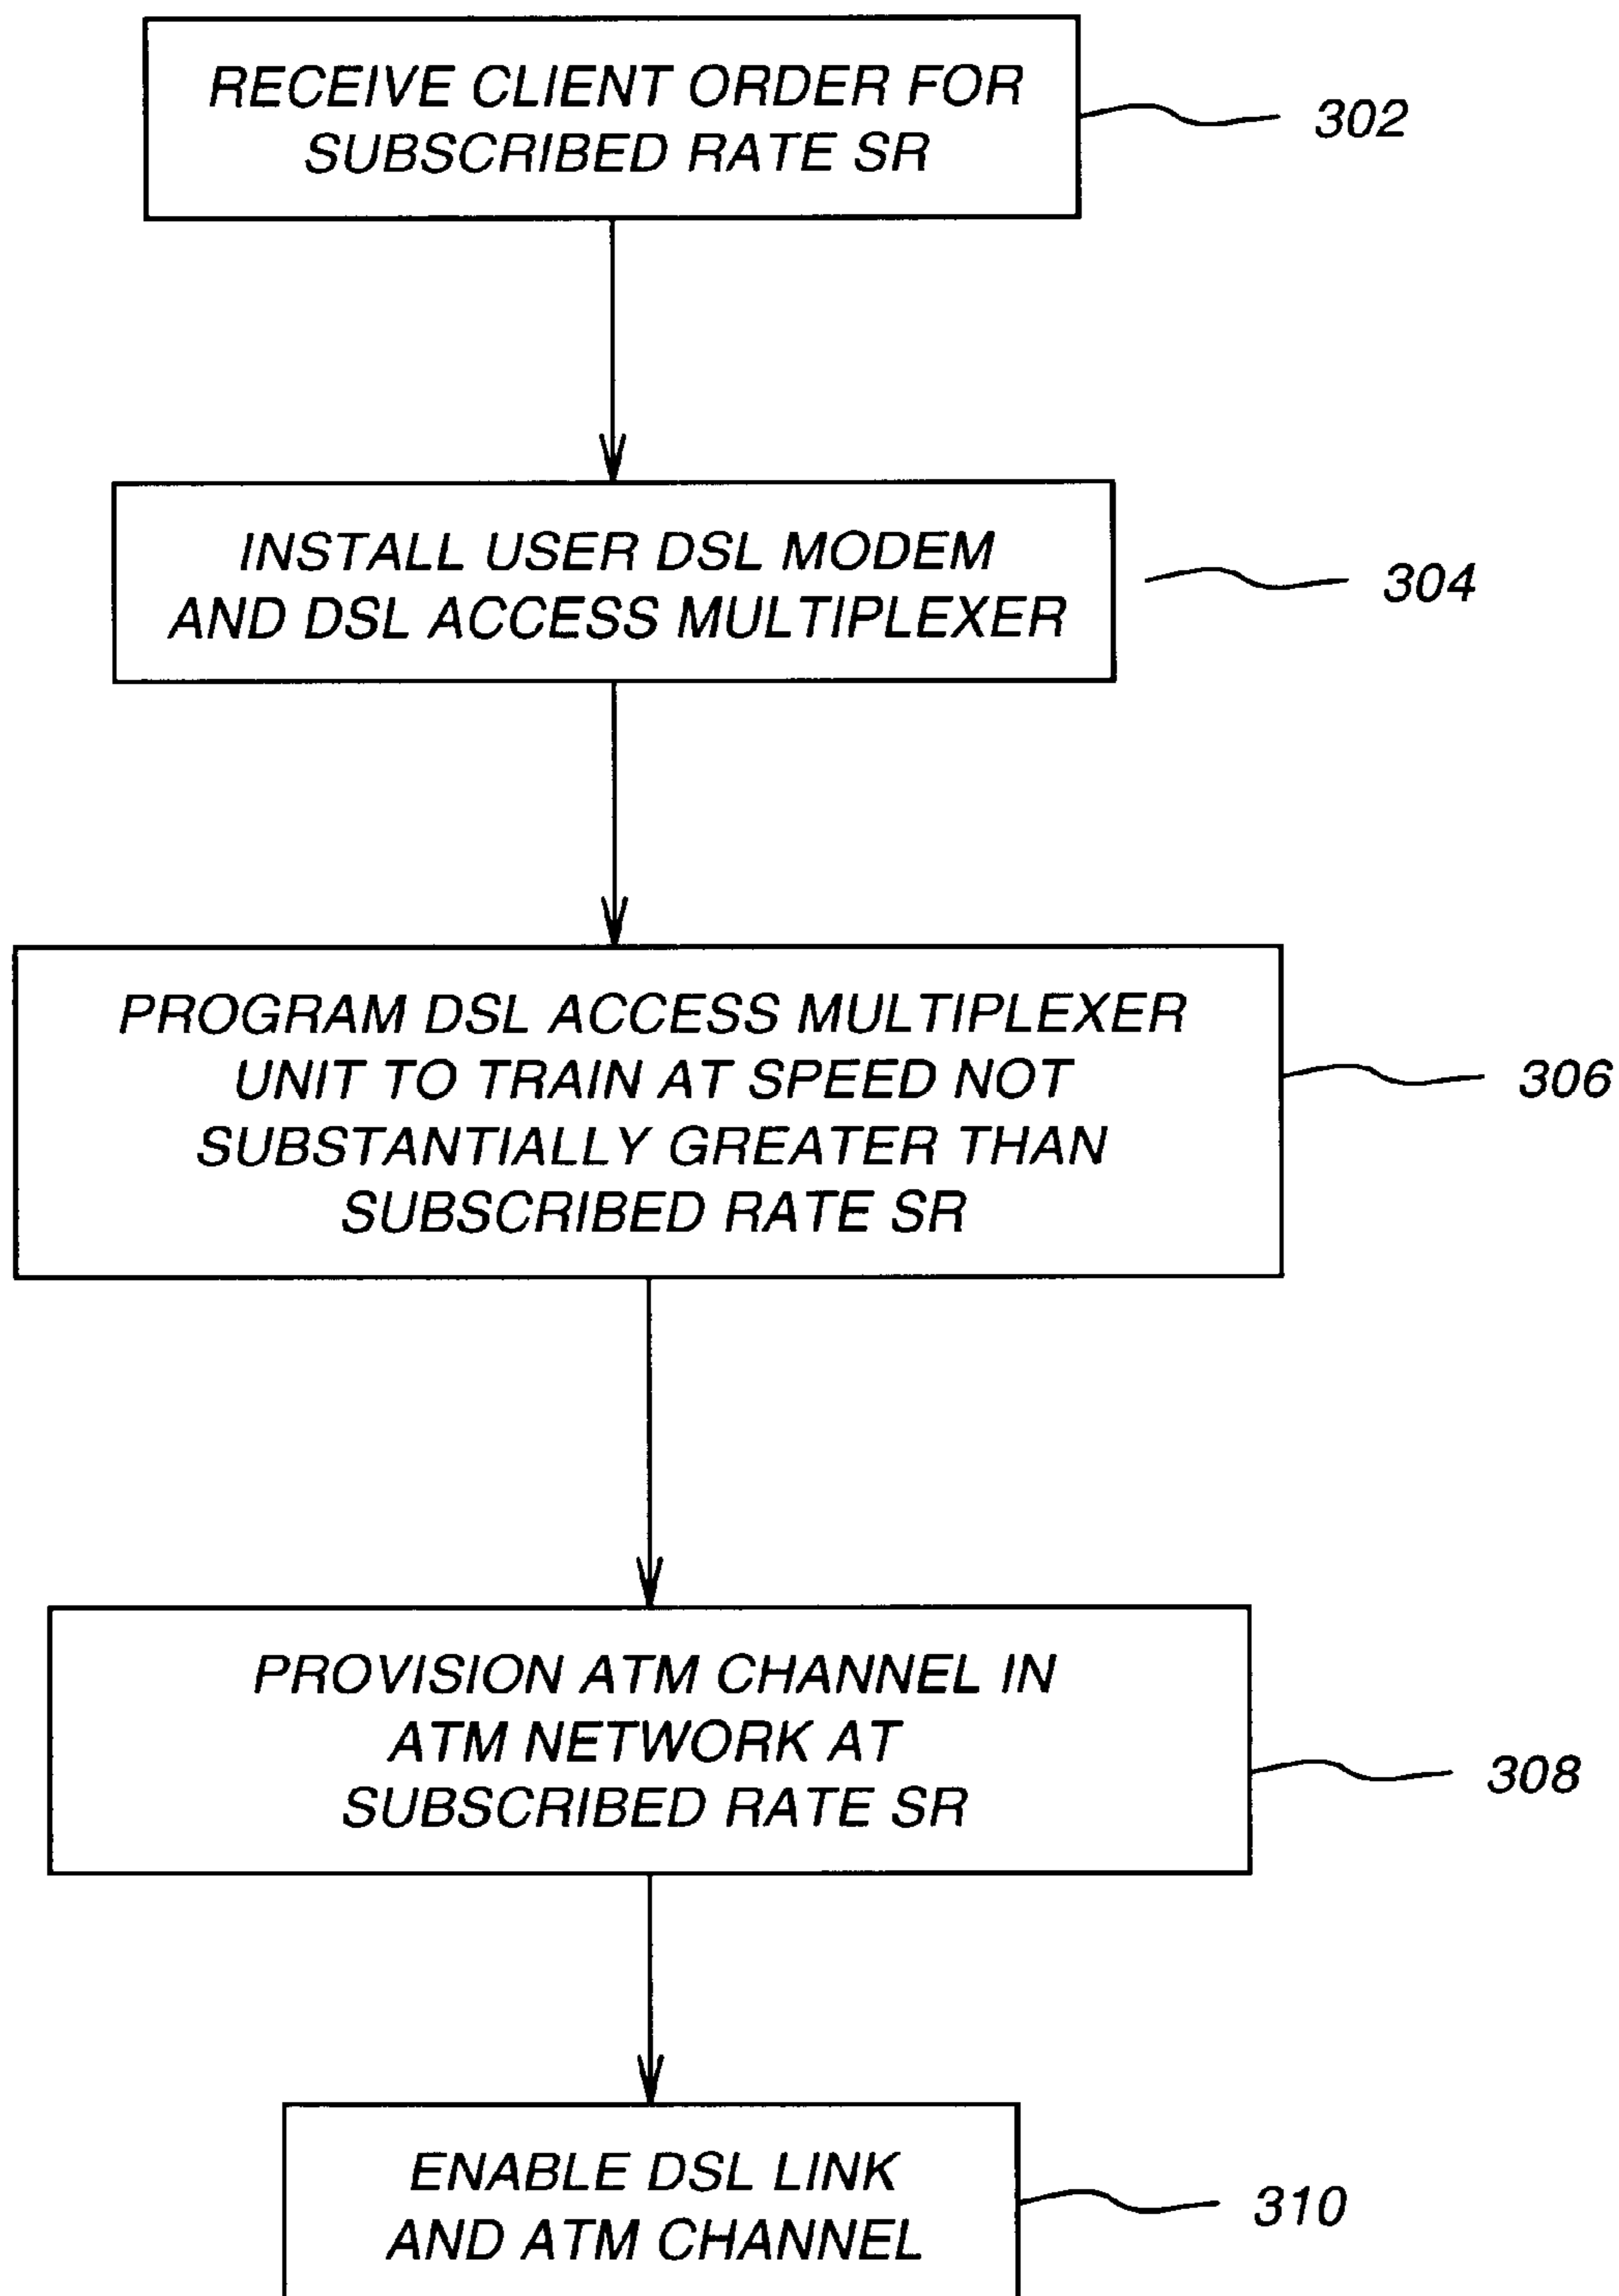 RECEIVE CLIENT ORDER FOR
SUBSCRIBED RATE SR
302
INSTALL USER DSL MODEM
AND DSL ACCESS MULTIPLEXER
304
PROGRAM DSL ACCESS MULTIPLEXER
UNIT TO TRAIN AT SPEED NOT
SUBSTANTIALLY GREATER THAN
SUBSCRIBED RATE SR
306
PROVISION ATM CHANNEL IN
ATM NETWORK AT
SUBSCRIBED RATE SR
308
ENABLE DSL LINK
AND ATM CHANNEL
310